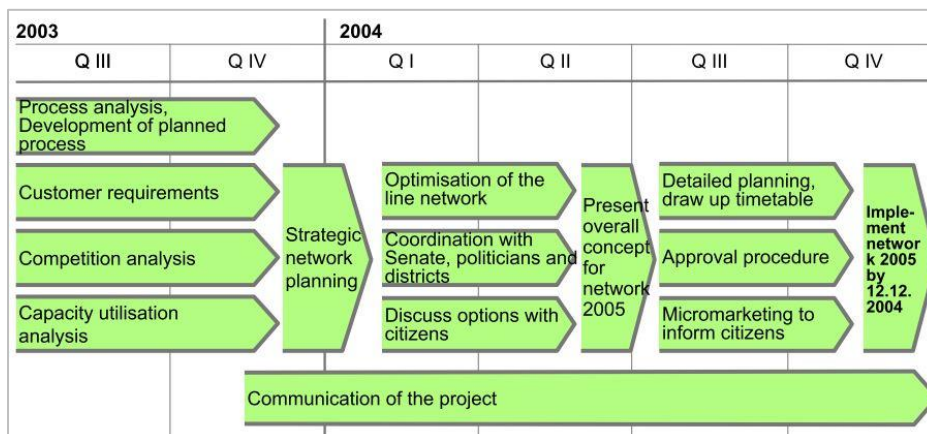 2003
2004
Q III
Q IV
Q I
Q II
Q III
Q IV
Process analysis,
Development of planned
process
Customer requirements
Competition analysis
Capacity utilisation
analysis
Strategic
network
planning
Optimisation of the
line network
Coordination with
Senate, politicians and
districts
Discuss options with
citizens
Present
overall
concept
for
network
2005
Detailed planning,
draw up timetable
Approval procedure
Micromarketing to
inform citizens
Imple-
ment
networ
k 2005
by
12.12.
2004
Communication of the project